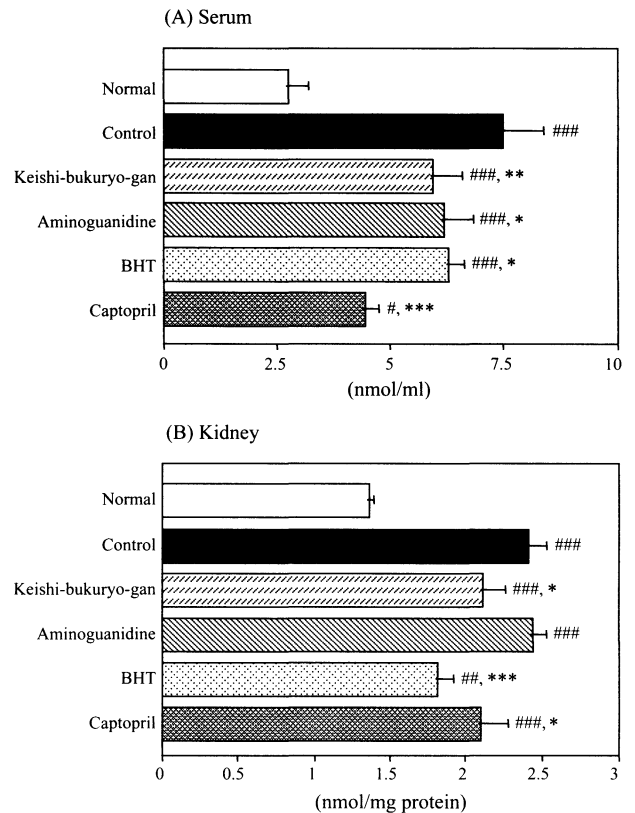 (A) Serum
Normal
Control ###
Keishi-bukuryo-gan ###, **
Aminoguanidine ###, *
BHT ###, *
Captopril #, ***
0 2.5 5 7.5 10
(nmol/ml)
(B) Kidney
Normal
Control ###
Keishi-bukuryo-gan ###, *
Aminoguanidine ###
BHT ##, ***
Captopril ###, *
0 0.5 1 1.5 2 2.5 3
(nmol/mg protein)